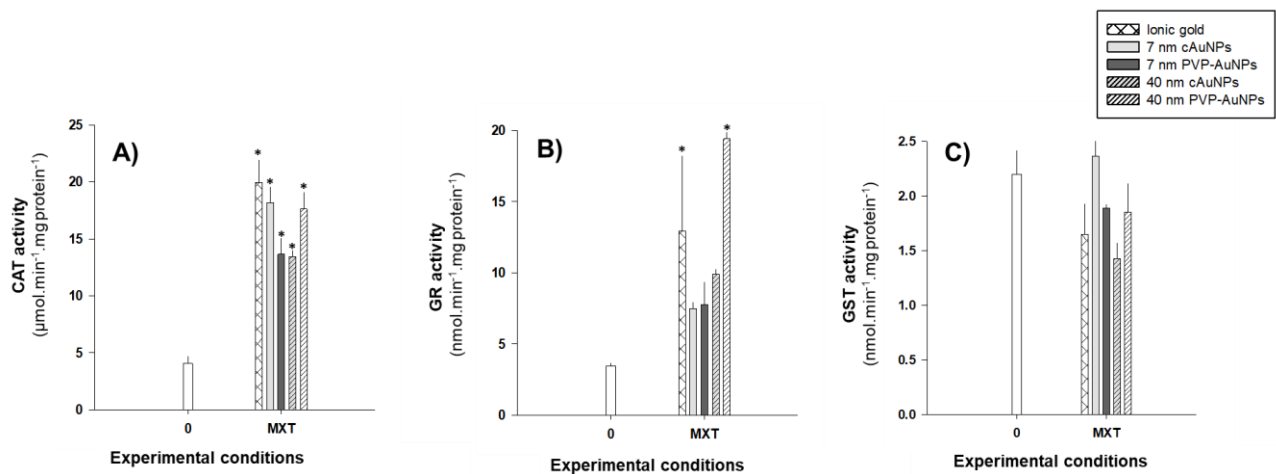 Ionic gold
7 nm cAuNPs
7 nm PVP-AuNPs
40 nm cAuNPs
40 nm PVP-AuNPs
A)
CAT activity
(µmol.min⁻¹.mg protein⁻¹)
25
20
15
10
5
0
* * * * *
0 MXT
Experimental conditions
B)
GR activity
(nmol.min⁻¹.mg protein⁻¹)
20
15
10
5
0
* *
0 MXT
Experimental conditions
C)
GST activity
(nmol.min⁻¹.mg protein⁻¹)
2.5
2.0
1.5
1.0
0.5
0.0
0 MXT
Experimental conditions